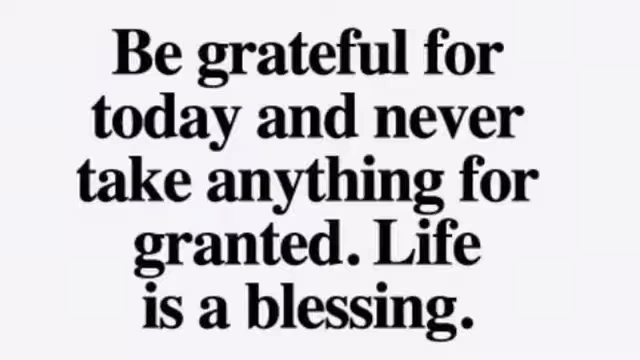 Be grateful for
today and never
take anything for
granted. Life
is a blessing.